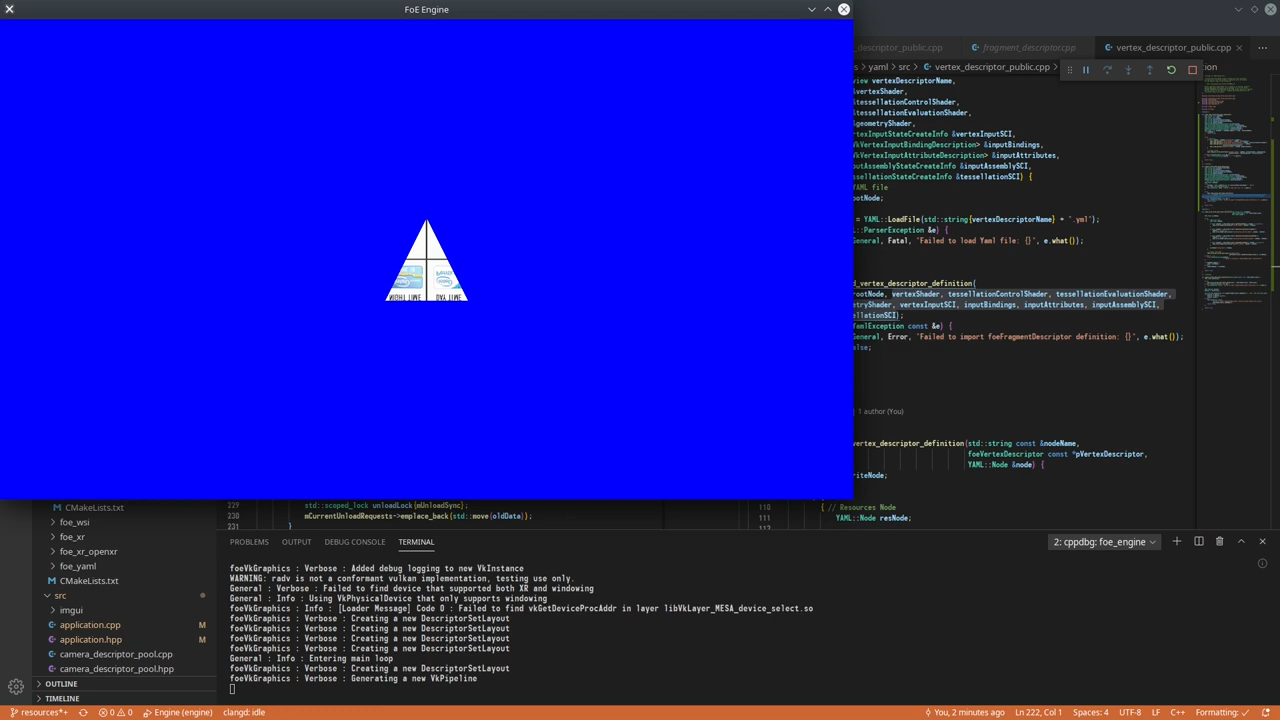 FoE Engine
_descriptor_public.cpp
fragment_descriptor.cpp
vertex_descriptor_public.cpp
s > yaml > src > vertex_descriptor_public.cpp >
ion
view vertexDescriptorName,
&vertexShader,
&tessellationControlShader,
&tessellationEvaluationShader,
&geometryShader,
VertexInputStateCreateInfo &vertexInputSCI,
VkVertexInputBindingDescription> &inputBindings,
VkVertexInputAttributeDescription> &inputAttributes,
nputAssemblyStateCreateInfo &inputAssemblySCI,
essellationStateCreateInfo &tessellationSCI) {
YAML file
ootNode;
= YAML::LoadFile(std::string{vertexDescriptorName} + ".yml");
L::ParserException &e) {
General, Fatal, "Failed to load Yaml file: {}", e.what());
d_vertex_descriptor_definition(
rootNode, vertexShader, tessellationControlShader, tessellationEvaluationShader,
metryShader, vertexInputSCI, inputBindings, inputAttributes, inputAssemblySCI,
ellationSCI);
YamlException const &e) {
General, Error, "Failed to import foeFragmentDescriptor definition: {}", e.what());
alse;
1 author (You)
vertex_descriptor_definition(std::string const &nodeName,
foeVertexDescriptor const *pVertexDescriptor,
YAML::Node &node) {
riteNode;
229 std::scoped_lock unloadLock{mUnloadSync};
230 mCurrentUnloadRequests->emplace_back(std::move(oldData));
231 }
110 { // Resources Node
111 YAML::Node resNode;
CMakeLists.txt
foe_wsi
foe_xr
foe_xr_openxr
foe_yaml
CMakeLists.txt
src
imgui
application.cpp M
application.hpp M
camera_descriptor_pool.cpp
camera_descriptor_pool.hpp
OUTLINE
TIMELINE
PROBLEMS OUTPUT DEBUG CONSOLE TERMINAL
2: cppdbg: foe_engine
foeVkGraphics : Verbose : Added debug logging to new VkInstance
WARNING: radv is not a conformant vulkan implementation, testing use only.
General : Verbose : Failed to find device that supported both XR and windowing
General : Info : Using VkPhysicalDevice that only supports windowing
foeVkGraphics : Info : [Loader Message] Code 0 : Failed to find vkGetDeviceProcAddr in layer libVkLayer_MESA_device_select.so
foeVkGraphics : Verbose : Creating a new DescriptorSetLayout
foeVkGraphics : Verbose : Creating a new DescriptorSetLayout
foeVkGraphics : Verbose : Creating a new DescriptorSetLayout
foeVkGraphics : Verbose : Creating a new DescriptorSetLayout
General : Info : Entering main loop
foeVkGraphics : Verbose : Creating a new DescriptorSetLayout
foeVkGraphics : Verbose : Generating a new VkPipeline
resources*+ 0 0 Engine (engine) clangd: idle
You, 2 minutes ago Ln 222, Col 1 Spaces: 4 UTF-8 LF C++ Formatting: ✓